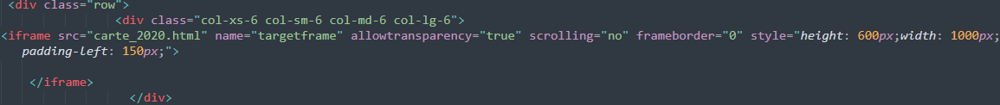 <div class="row">
<div class="col-xs-6 col-sm-6 col-md-6 col-lg-6">
<iframe src="carte_2020.html" name="targetframe" allowtransparency="true" scrolling="no" frameborder="0" style="height: 600px;width: 1000px;
padding-left: 150px;">
</iframe>
</div>